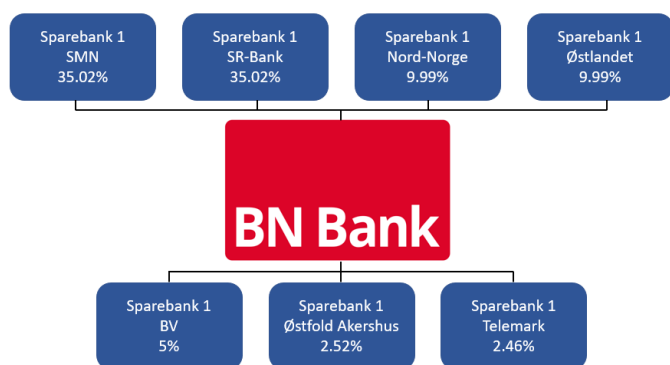 Sparebank 1
SMN
35.02%
Sparebank 1
SR-Bank
35.02%
Sparebank 1
Nord-Norge
9.99%
Sparebank 1
Østlandet
9.99%
BN Bank
Sparebank 1
BV
5%
Sparebank 1
Østfold Akershus
2.52%
Sparebank 1
Telemark
2.46%